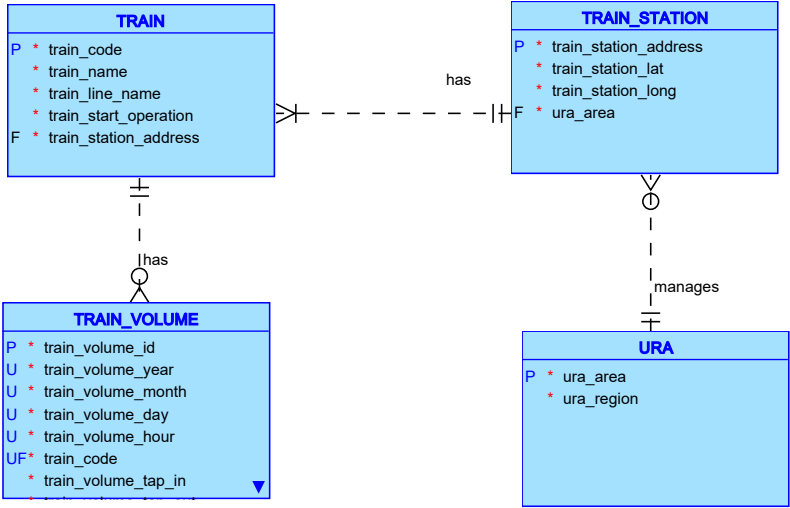 TRAIN
P * train_code
* train_name
* train_line_name
* train_start_operation
F * train_station_address
has
TRAIN_STATION
P * train_station_address
* train_station_lat
* train_station_long
F * ura_area
has
manages
TRAIN_VOLUME
P * train_volume_id
U * train_volume_year
U * train_volume_month
U * train_volume_day
U * train_volume_hour
UF* train_code
* train_volume_tap_in
URA
P * ura_area
* ura_region